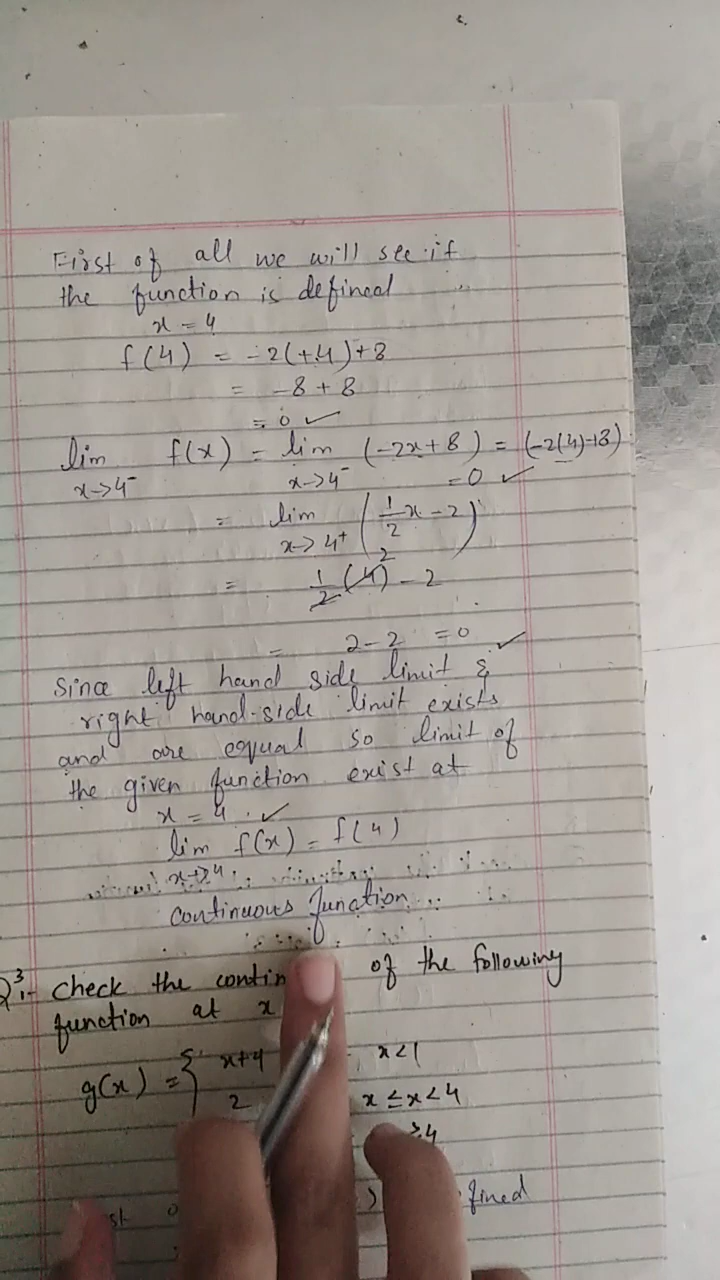 First of all we will see if
the function is defined
x = 4
f(4) = -2(+4)+8
= -8 + 8
= 0 ✓
lim f(x) = lim (-2x+8) = (-2(4)+8)
x->4⁻ x->4⁻ = 0 ✓
= lim (1/2 x - 2)
x->4⁺
= 1/2 (4) - 2
2
= 2-2 = 0 ✓
Since left hand side limit &
right hand-side limit exists
and are equal so limit of
the given function exist at
x = 4. ✓
lim f(x) = f(4)
x->4
continuous function
Q3:- check the contin of the following
function at x
g(x) = { x+4 x<1
2 x ≤ x < 4
≥4
st o fined